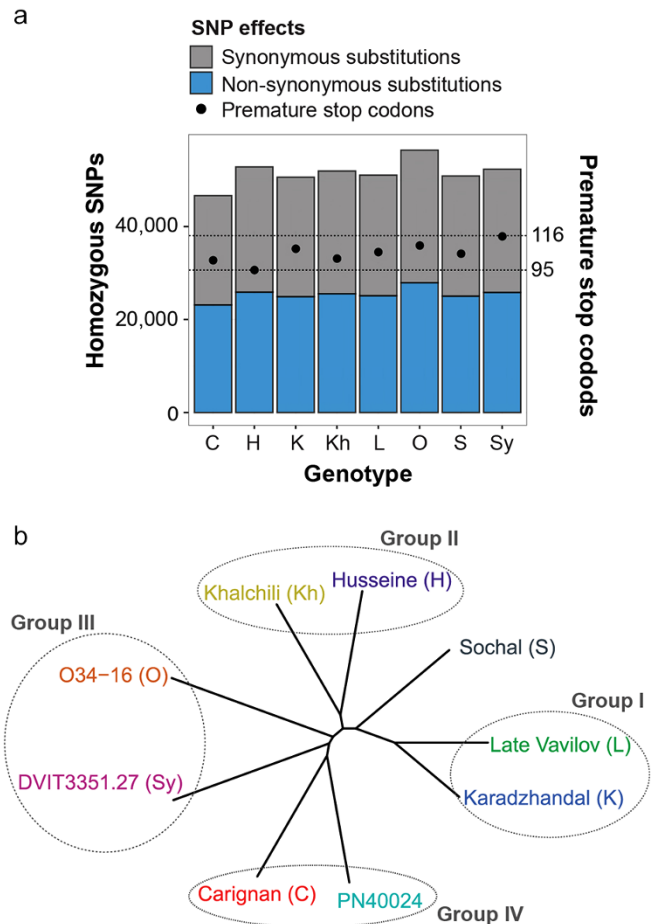 a
SNP effects
Synonymous substitutions
Non-synonymous substitutions
Premature stop codons
Homozygous SNPs
40,000
20,000
0
116
95
Premature stop codods
C H K Kh L O S Sy
Genotype
b
Group II
Khalchili (Kh)
Husseine (H)
Group III
Sochal (S)
O34−16 (O)
Group I
Late Vavilov (L)
DVIT3351.27 (Sy)
Karadzhandal (K)
Carignan (C)
PN40024
Group IV